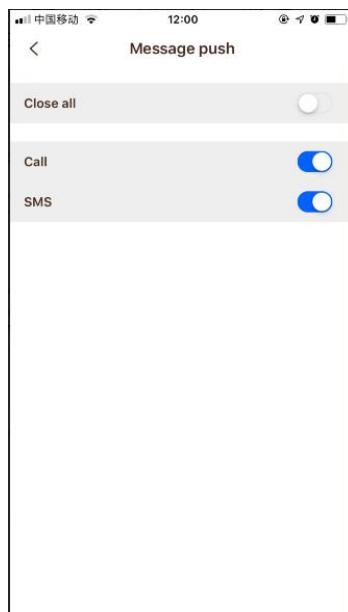 中国移动 12:00
Message push
Close all
Call
SMS